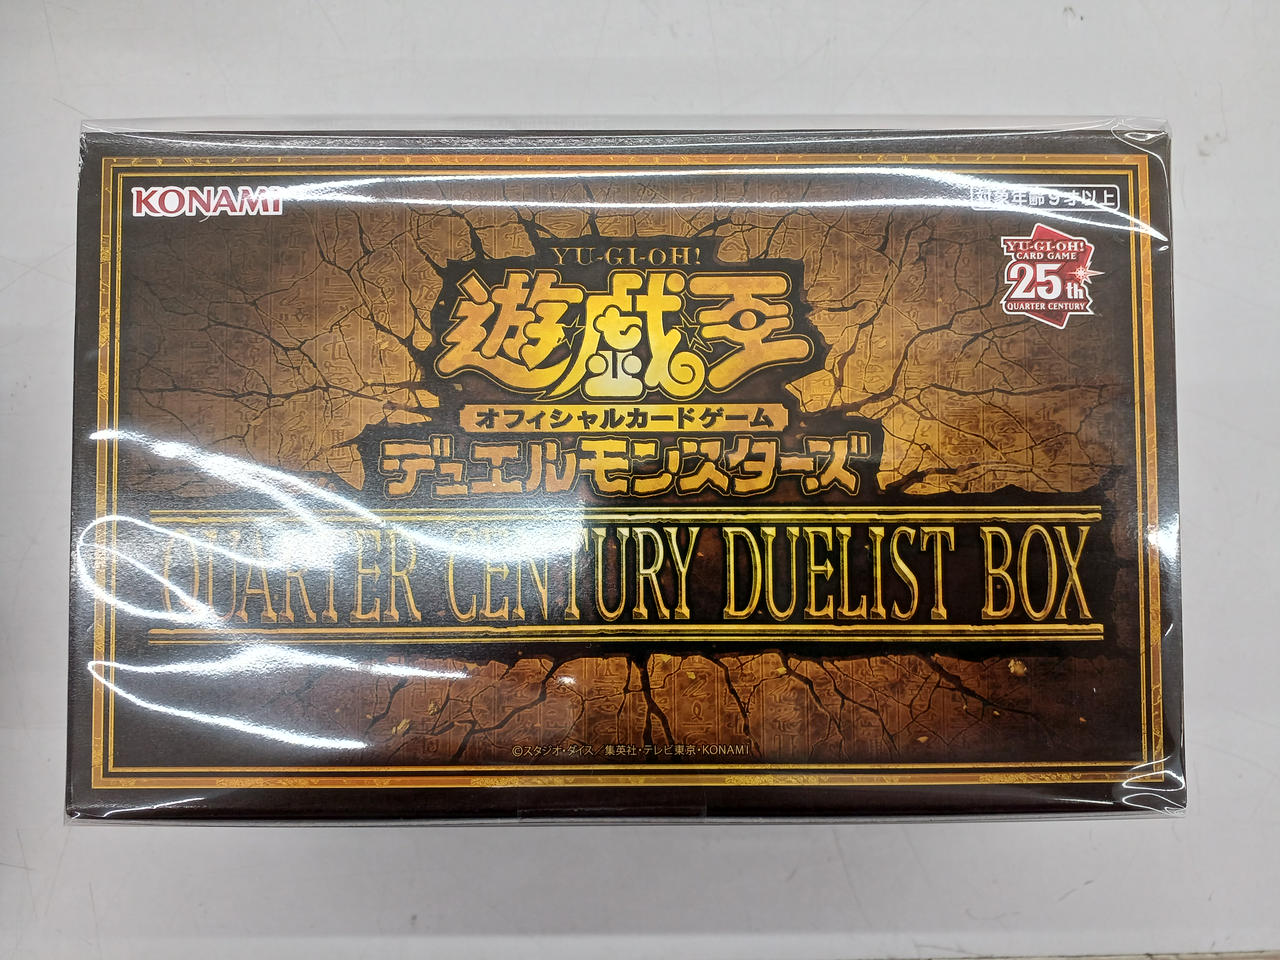 KONAMI
対象年齢9才以上
YU-GI-OH!
CARD GAME
25th
QUARTER CENTURY
YU-GI-OH!
遊戯王
オフィシャルカードゲーム
デュエルモンスターズ
QUARTER CENTURY DUELIST BOX
©スタジオ・ダイス/集英社・テレビ東京・KONAMI